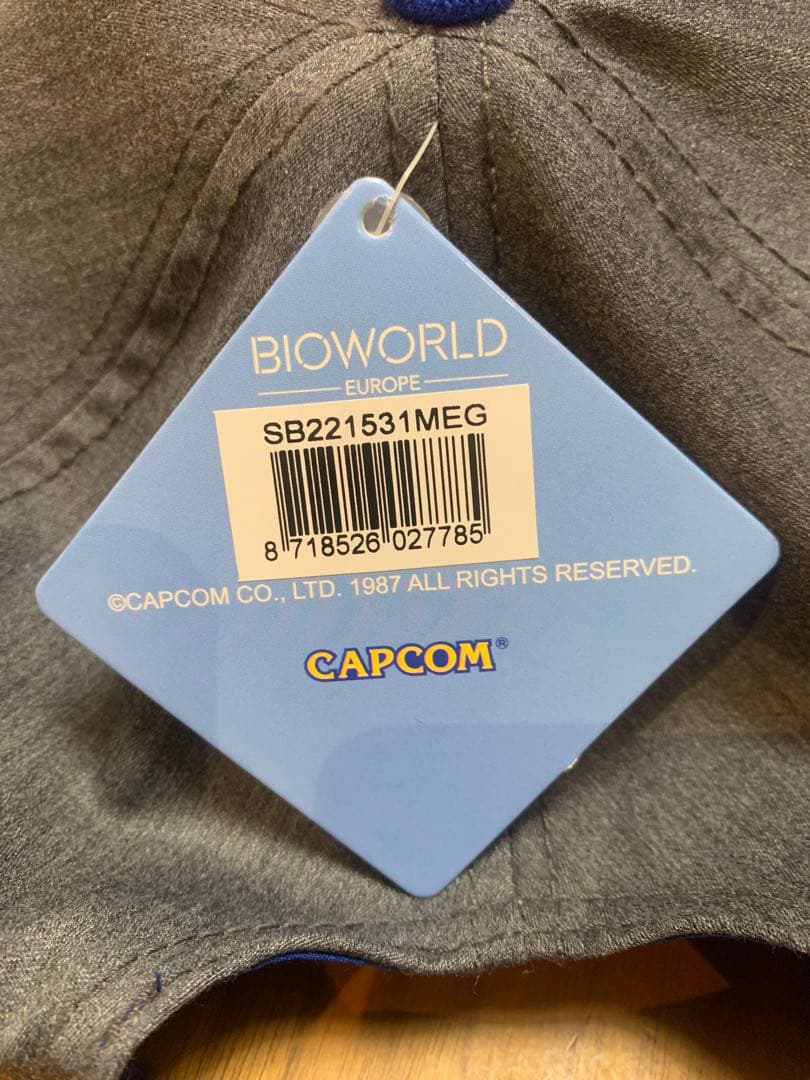 BIOWORLD
EUROPE
SB221531MEG
8 718526 027785
©CAPCOM CO., LTD. 1987 ALL RIGHTS RESERVED.
CAPCOM®